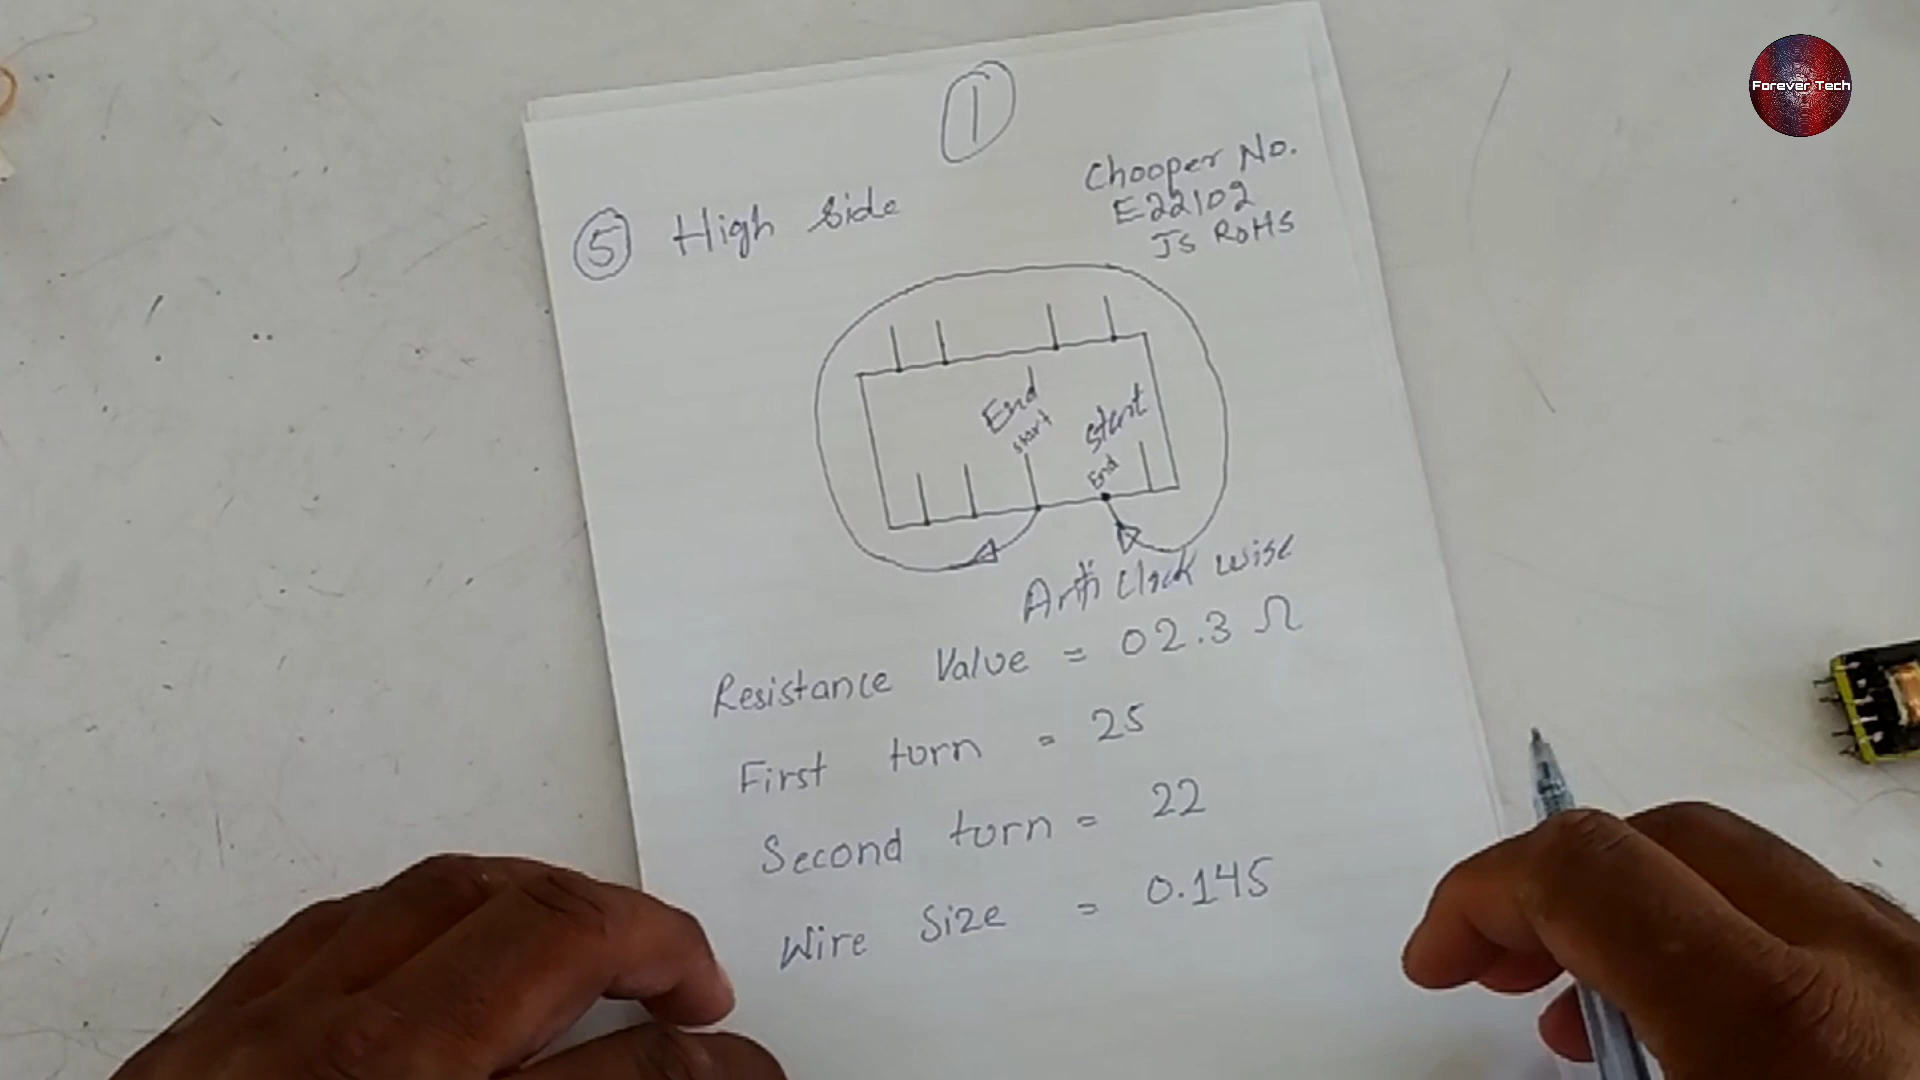 Forever Tech
1
Chooper No.
E22102
JS RoHS
5 High Side
End
Start
Start
End
Anti Clock wise
Resistance Value = 02.3 Ω
First turn = 25
Second turn = 22
Wire Size = 0.145